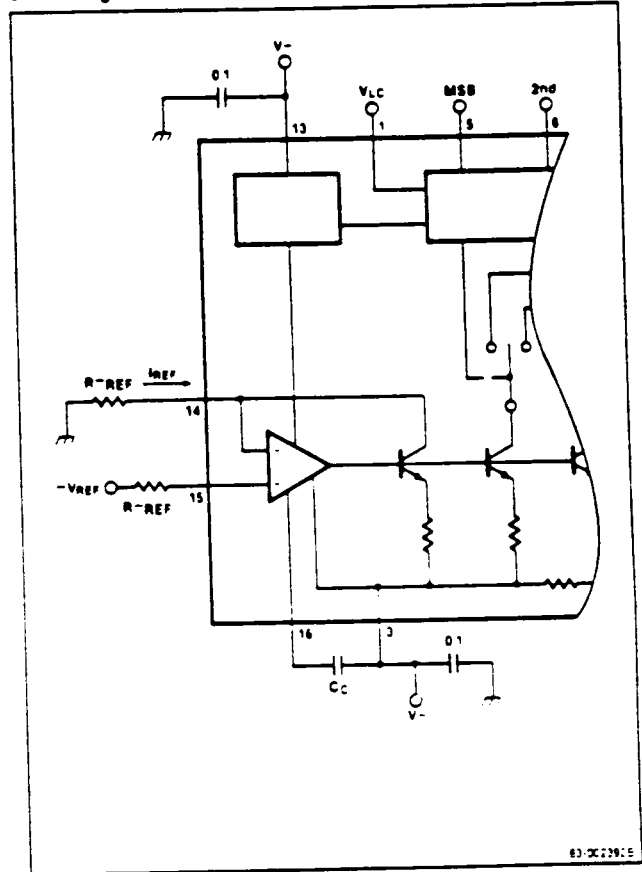 V-
0.1
VLC
MSB
2nd
13
1
5
6
R-REF
IREF
14
-VREF
15
R-REF
16
3
0.1
CC
V-